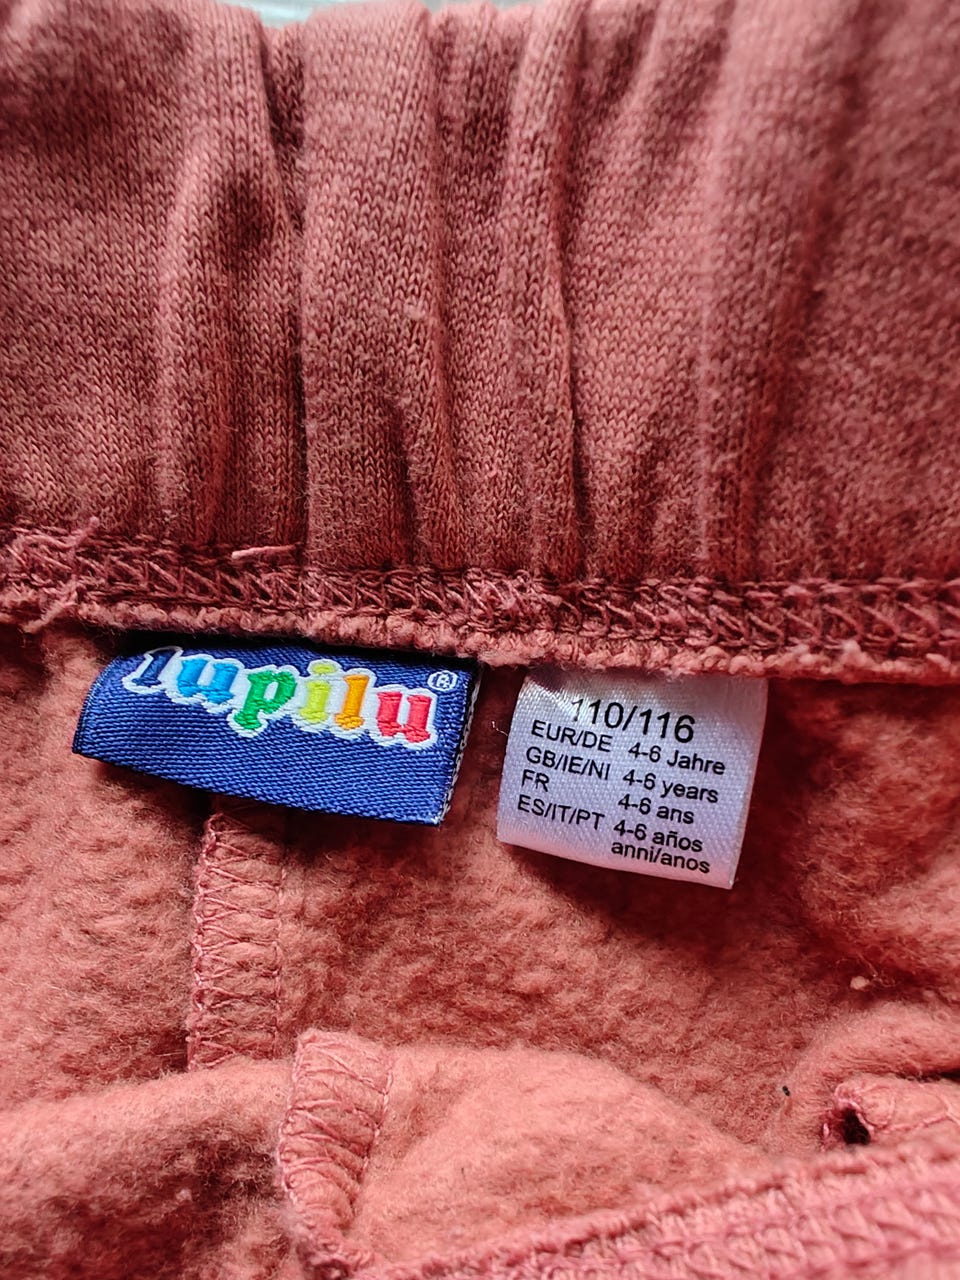 lupilu®
110/116
EUR/DE 4-6 Jahre
GB/IE/NI 4-6 years
FR 4-6 ans
ES/IT/PT 4-6 años
anni/anos